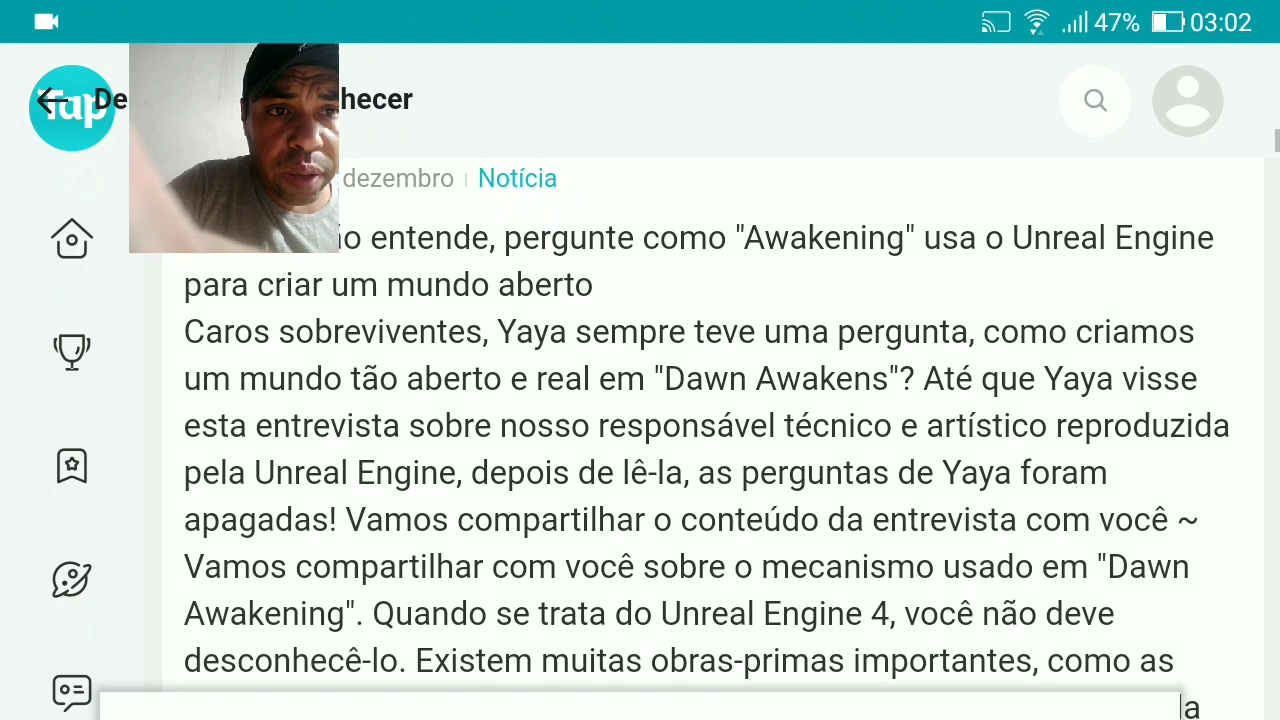 47% 03:02
Tap
De
hecer
dezembro
Notícia
entende, pergunte como "Awakening" usa o Unreal Engine
para criar um mundo aberto
Caros sobreviventes, Yaya sempre teve uma pergunta, como criamos
um mundo tão aberto e real em "Dawn Awakens"? Até que Yaya visse
esta entrevista sobre nosso responsável técnico e artístico reproduzida
pela Unreal Engine, depois de lê-la, as perguntas de Yaya foram
apagadas! Vamos compartilhar o conteúdo da entrevista com você ~
Vamos compartilhar com você sobre o mecanismo usado em "Dawn
Awakening". Quando se trata do Unreal Engine 4, você não deve
desconhecê-lo. Existem muitas obras-primas importantes, como as
la